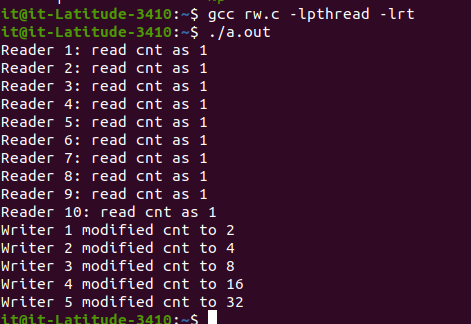 it@it-Latitude-3410:~$ gcc rw.c -lpthread -lrt
it@it-Latitude-3410:~$ ./a.out
Reader 1: read cnt as 1
Reader 2: read cnt as 1
Reader 3: read cnt as 1
Reader 4: read cnt as 1
Reader 5: read cnt as 1
Reader 6: read cnt as 1
Reader 7: read cnt as 1
Reader 8: read cnt as 1
Reader 9: read cnt as 1
Reader 10: read cnt as 1
Writer 1 modified cnt to 2
Writer 2 modified cnt to 4
Writer 3 modified cnt to 8
Writer 4 modified cnt to 16
Writer 5 modified cnt to 32
it@it-Latitude-3410:~$